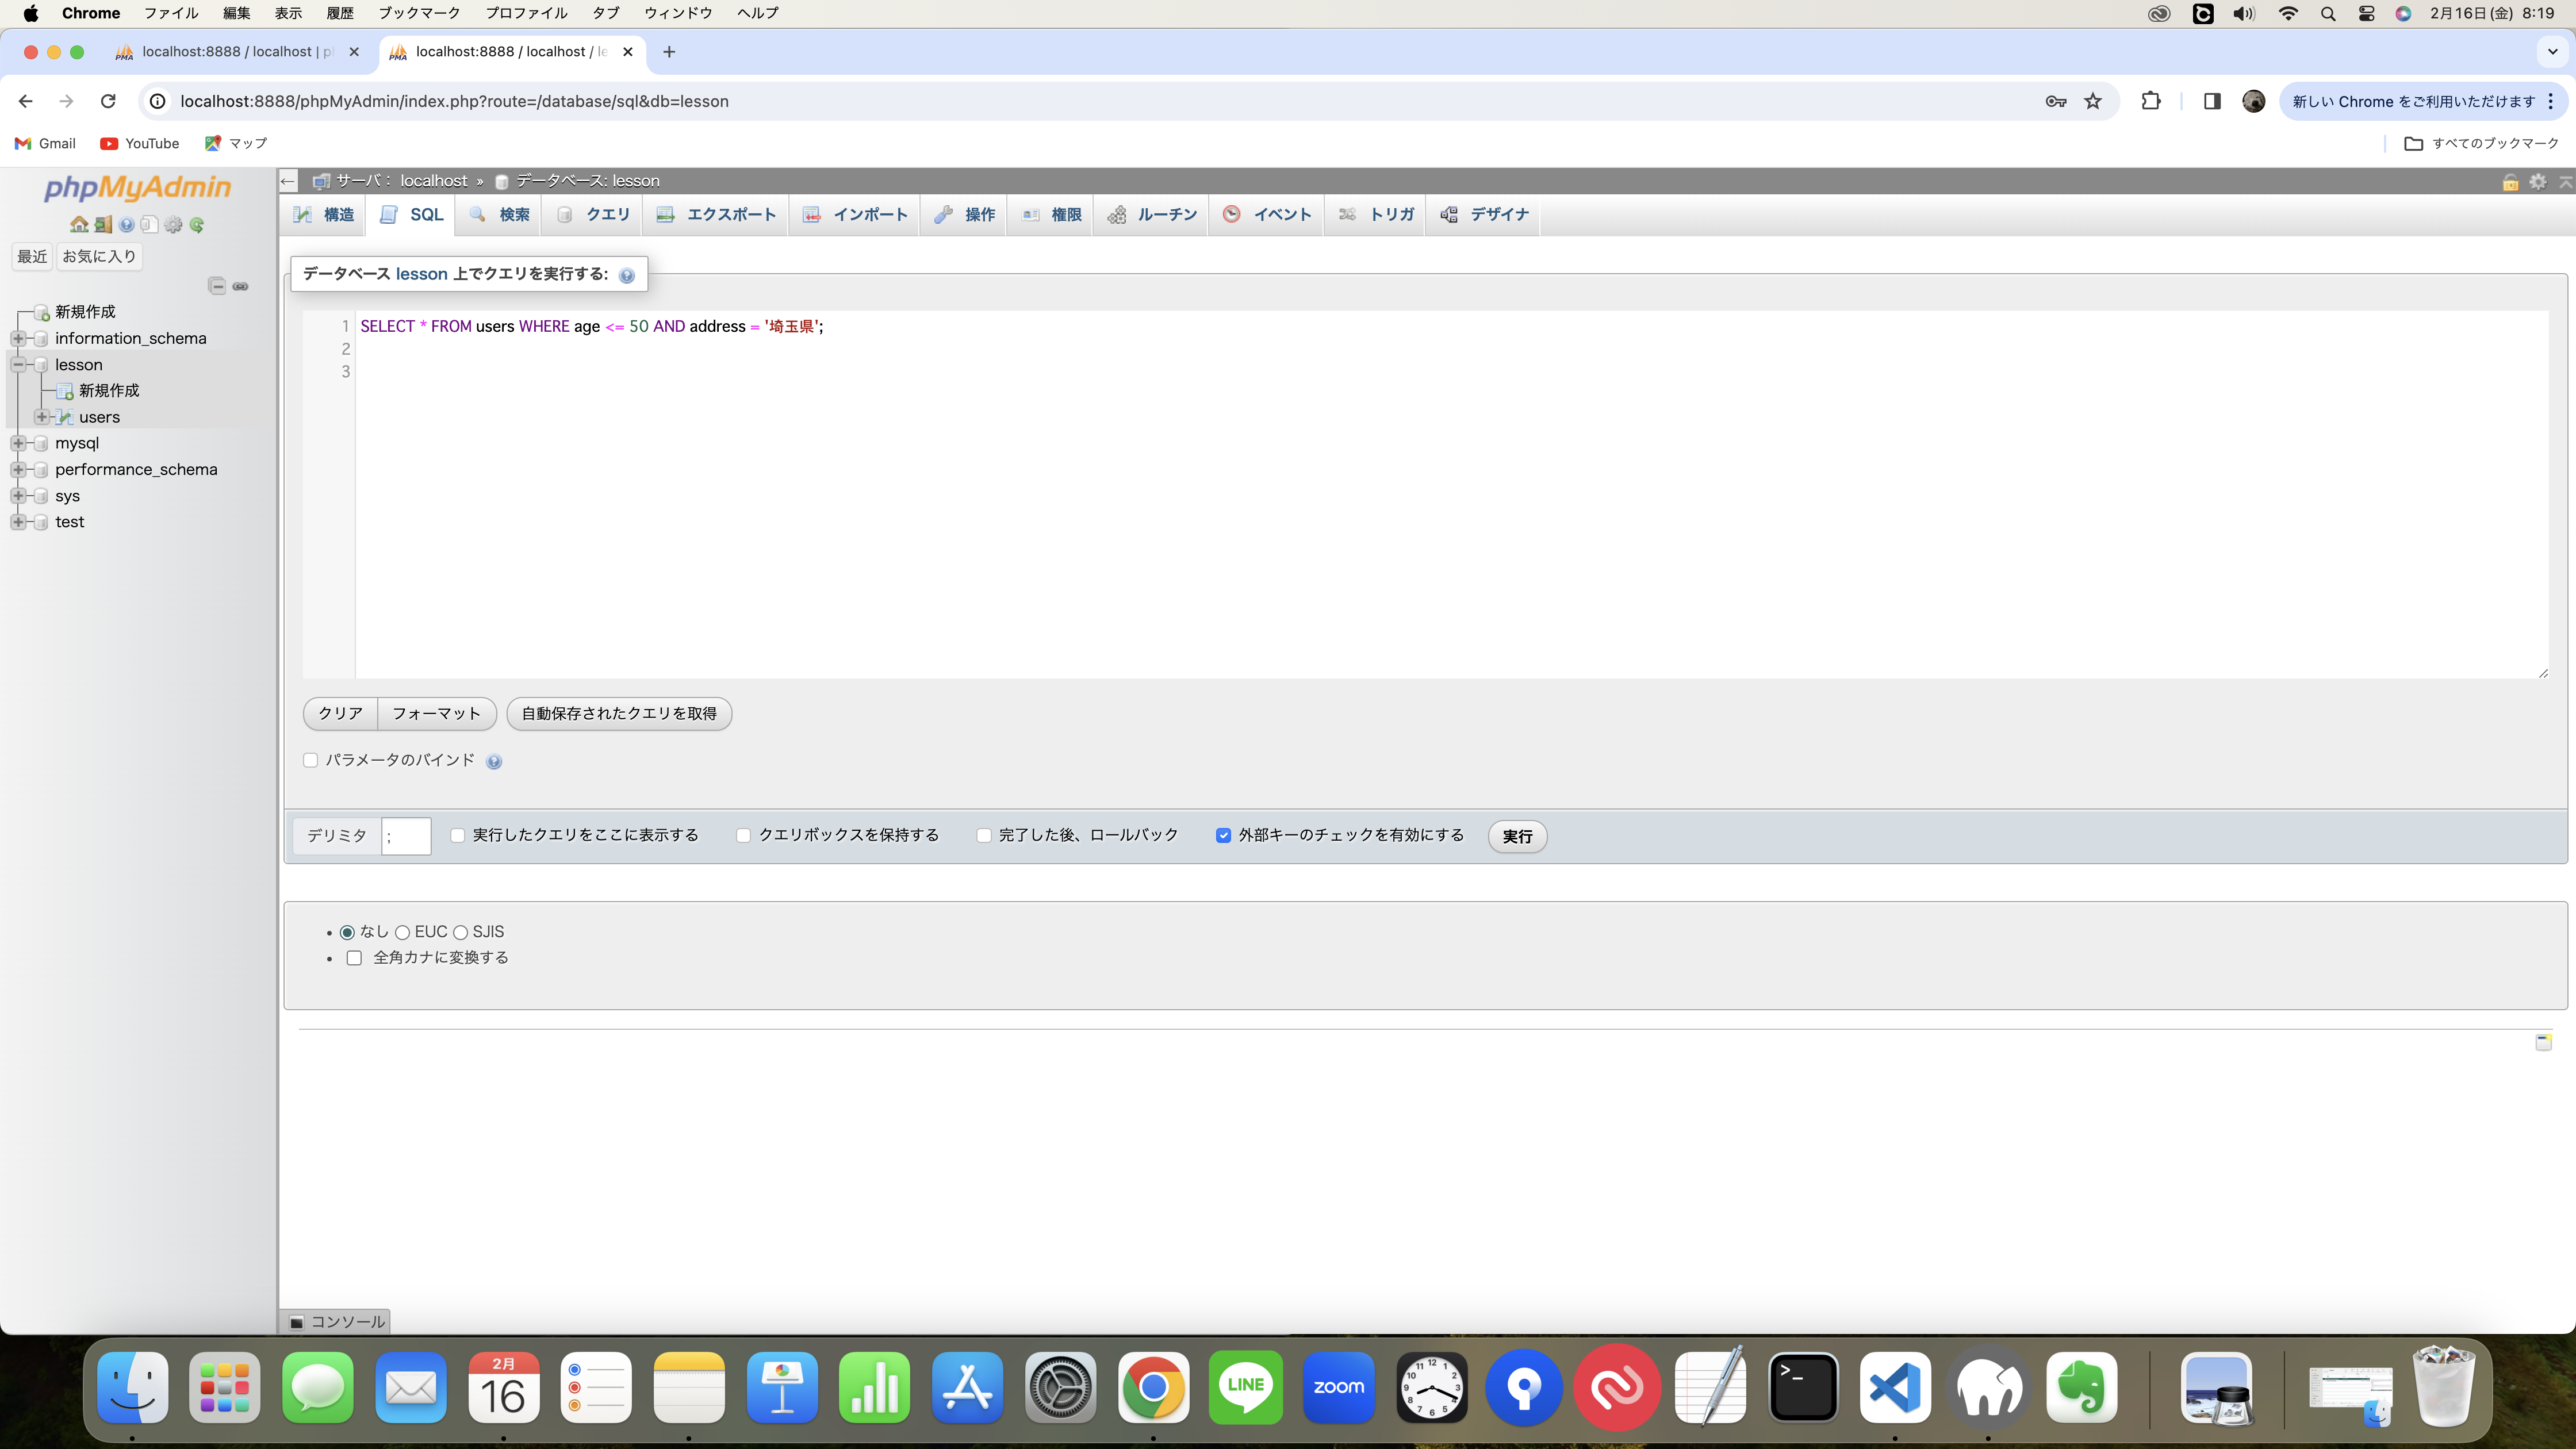 Chrome ファイル 編集 表示 履歴 ブックマーク プロファイル タブ ウィンドウ ヘルプ 2月16日(金) 8:19
localhost:8888 / localhost | p localhost:8888 / localhost / le
localhost:8888/phpMyAdmin/index.php?route=/database/sql&db=lesson 新しい Chrome をご利用いただけます
Gmail YouTube マップ すべてのブックマーク
phpMyAdmin
最近 お気に入り
新規作成
information_schema
lesson
新規作成
users
mysql
performance_schema
sys
test
サーバ： localhost » データベース: lesson
構造 SQL 検索 クエリ エクスポート インポート 操作 権限 ルーチン イベント トリガ デザイナ
データベース lesson 上でクエリを実行する:
1 SELECT * FROM users WHERE age <= 50 AND address = '埼玉県';
2
3
クリア フォーマット 自動保存されたクエリを取得
パラメータのバインド
デリミタ ; 実行したクエリをここに表示する クエリボックスを保持する 完了した後、ロールバック 外部キーのチェックを有効にする 実行
なし EUC SJIS
全角カナに変換する
コンソール
2月
16
LINE
zoom